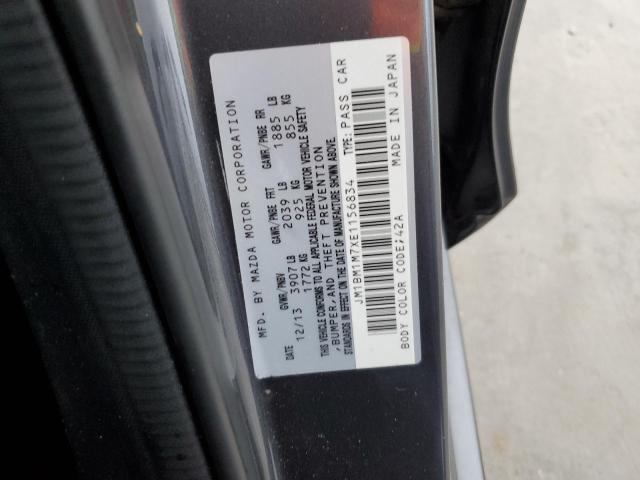 MFD. BY MAZDA MOTOR CORPORATION
DATE GVWR/PNBV GAWR/PNBE FRT GAWR/PNBE RR
12/13 3907 LB 2039 LB 1885 LB
1772 KG 925 KG 855 KG
THIS VEHICLE CONFORMS TO ALL APPLICABLE FEDERAL MOTOR VEHICLE SAFETY
,BUMPER,AND THEFT PREVENTION
STANDARDS IN EFFECT ON THE DATE OF MANUFACTURE SHOWN ABOVE.
JM1BM1M7XE1156834 TYPE: PASS CAR
BODY COLOR CODE;42A MADE IN JAPAN